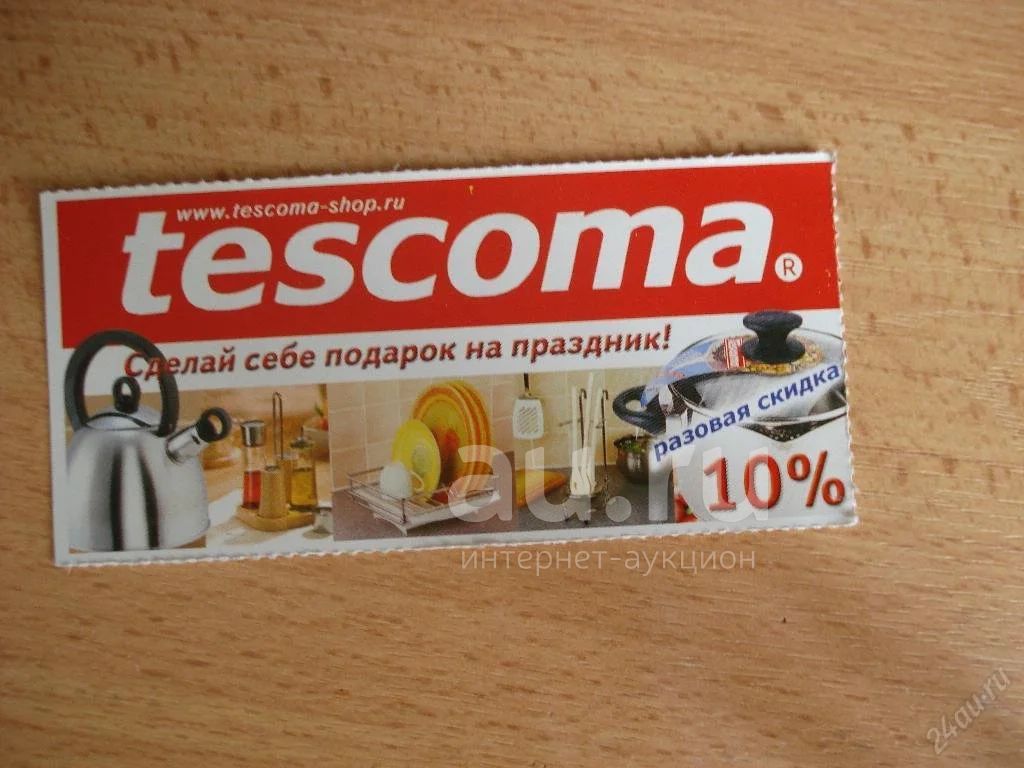 www.tescoma-shop.ru
tescoma®
Сделай себе подарок на праздник!
разовая скидка
10%
au.ru
интернет-аукцион
24au.ru